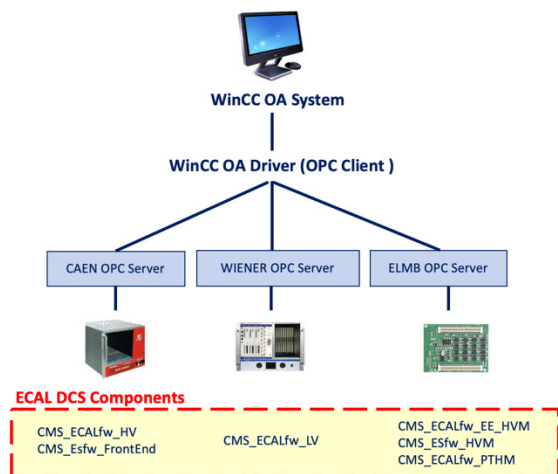 WinCC OA System
WinCC OA Driver (OPC Client )
CAEN OPC Server
WIENER OPC Server
ELMB OPC Server
ECAL DCS Components
CMS_ECALfw_HV
CMS_Esfw_FrontEnd
CMS_ECALfw_LV
CMS_ECALfw_EE_HVM
CMS_ESfw_HVM
CMS_ECALfw_PTHM